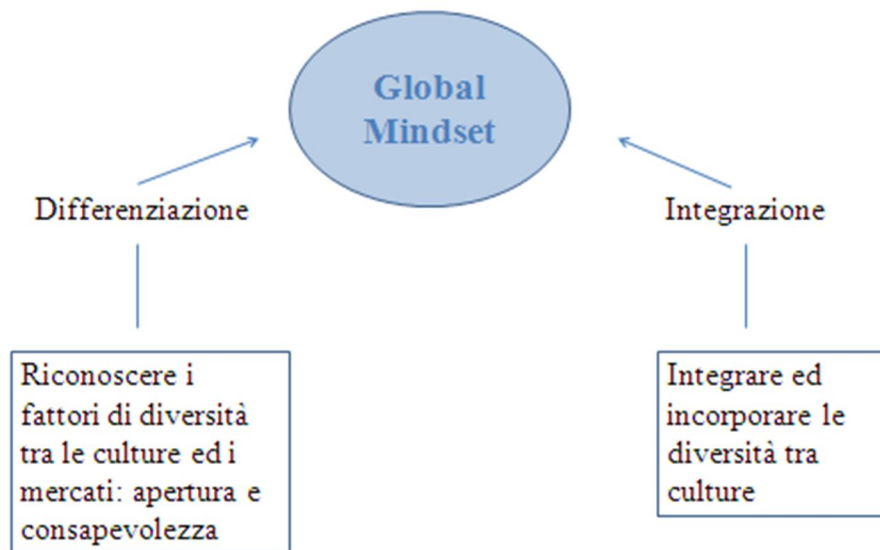 Global
Mindset
Differenziazione
Integrazione
Riconoscere i
fattori di diversità
tra le culture ed i
mercati: apertura e
consapevolezza
Integrare ed
incorporare le
diversità tra
culture